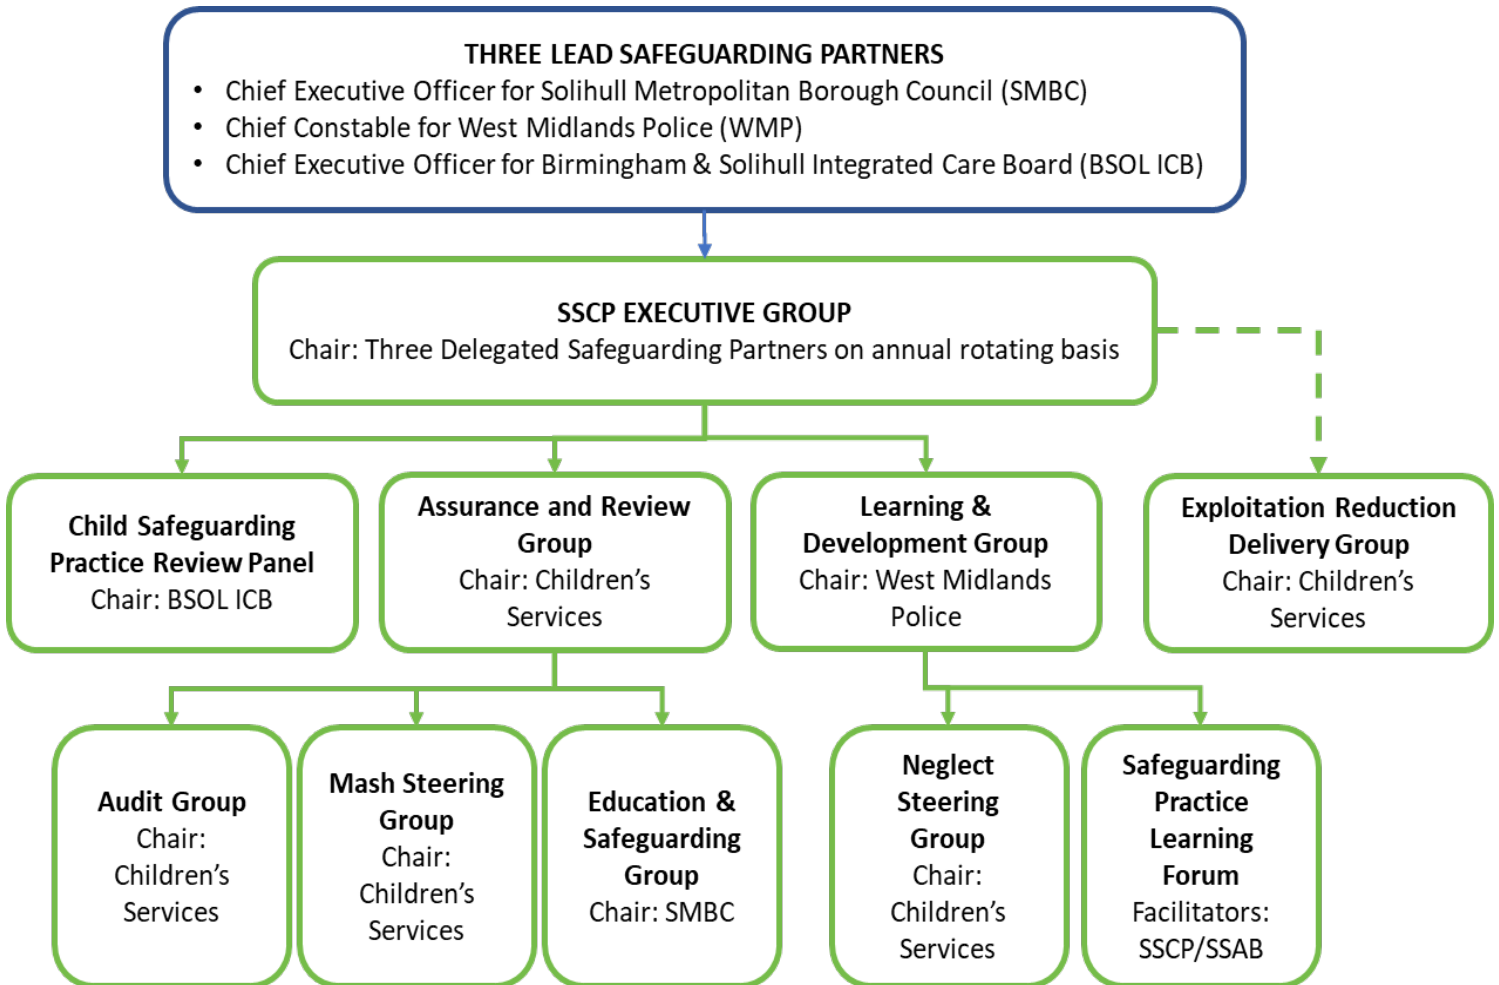 THREE LEAD SAFEGUARDING PARTNERS
• Chief Executive Officer for Solihull Metropolitan Borough Council (SMBC)
• Chief Constable for West Midlands Police (WMP)
• Chief Executive Officer for Birmingham & Solihull Integrated Care Board (BSOL ICB)
SSCP EXECUTIVE GROUP
Chair: Three Delegated Safeguarding Partners on annual rotating basis
Child Safeguarding
Practice Review Panel
Chair: BSOL ICB
Assurance and Review
Group
Chair: Children’s
Services
Learning &
Development Group
Chair: West Midlands
Police
Exploitation Reduction
Delivery Group
Chair: Children’s
Services
Audit Group
Chair:
Children’s
Services
Mash Steering
Group
Chair:
Children’s
Services
Education &
Safeguarding
Group
Chair: SMBC
Neglect
Steering
Group
Chair:
Children’s
Services
Safeguarding
Practice
Learning
Forum
Facilitators:
SSCP/SSAB